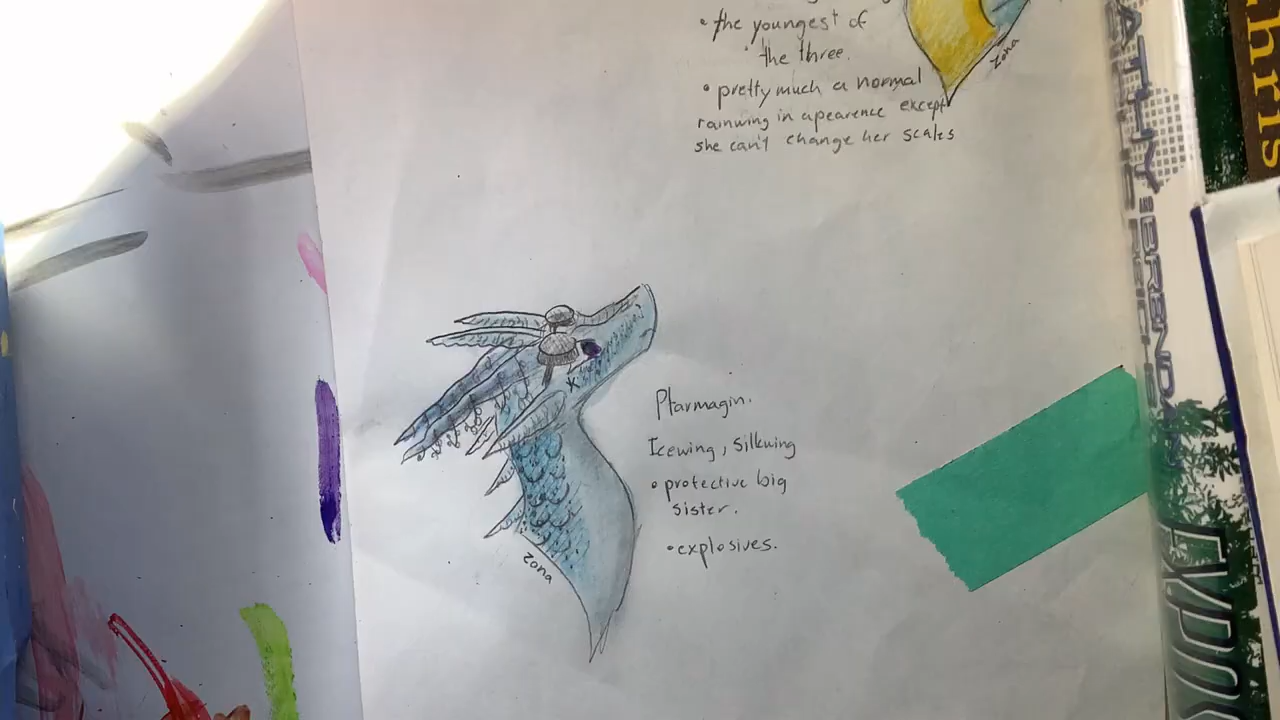 • the youngest of
the three.
• pretty much a normal
rainwing in apearence except
she can't change her scales
zona
Ptarmagin.
Icewing, silkwing
• protective big
sister.
• explosives.
zona
hris